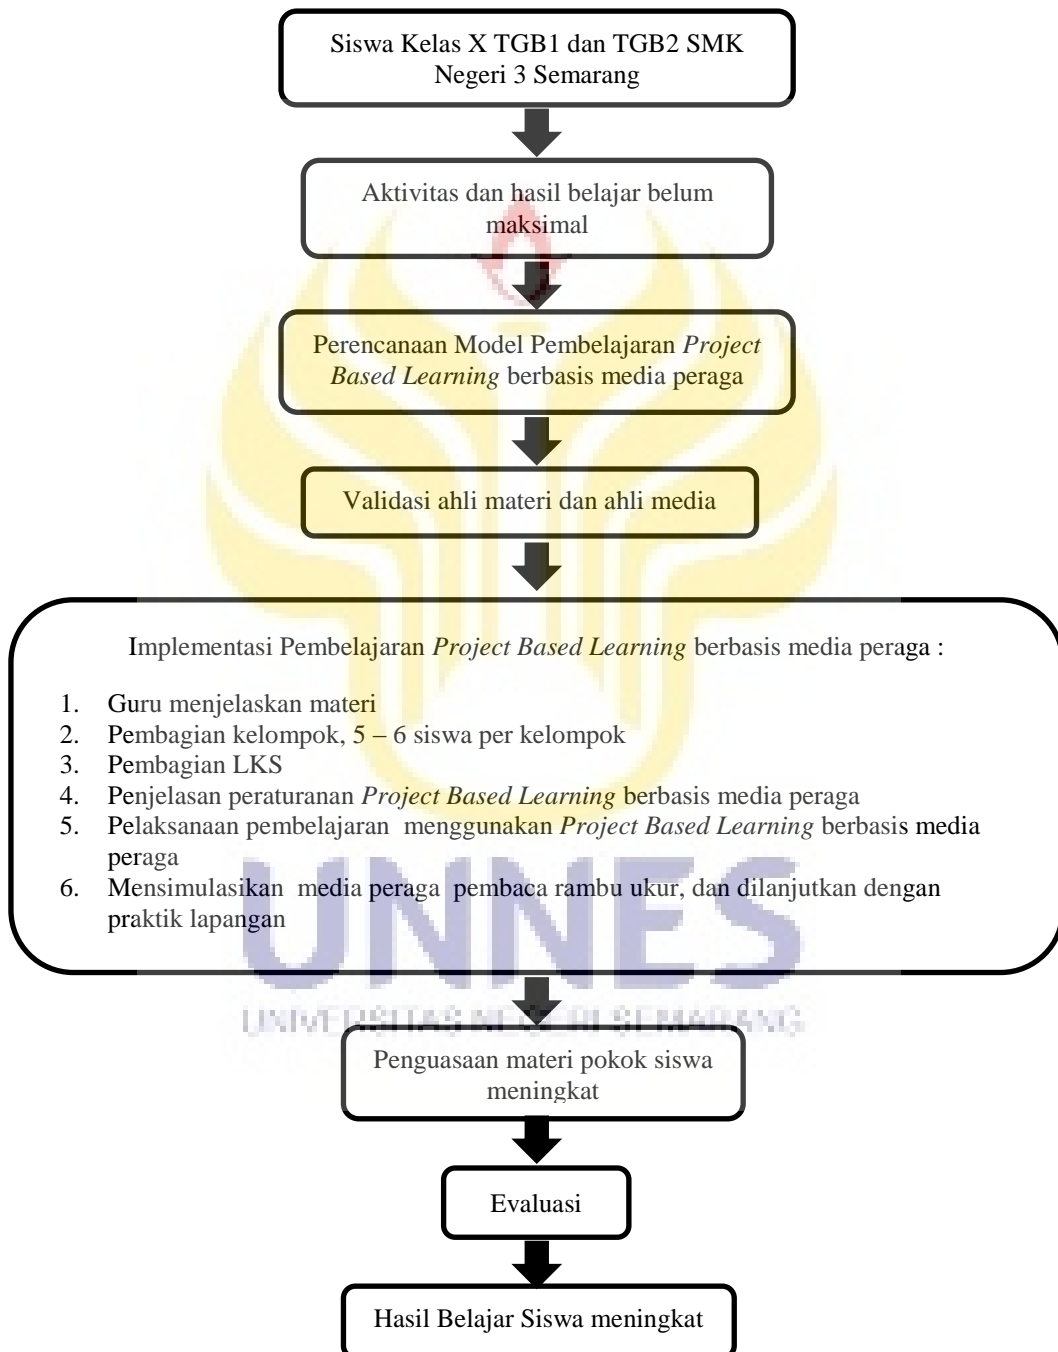 Siswa Kelas X TGB1 dan TGB2 SMK
Negeri 3 Semarang
Aktivitas dan hasil belajar belum
maksimal
Perencanaan Model Pembelajaran Project
Based Learning berbasis media peraga
Validasi ahli materi dan ahli media
Implementasi Pembelajaran Project Based Learning berbasis media peraga :
1. Guru menjelaskan materi
2. Pembagian kelompok, 5 – 6 siswa per kelompok
3. Pembagian LKS
4. Penjelasan peraturanan Project Based Learning berbasis media peraga
5. Pelaksanaan pembelajaran menggunakan Project Based Learning berbasis media
peraga
6. Mensimulasikan media peraga pembaca rambu ukur, dan dilanjutkan dengan
praktik lapangan
UNNES
UNIVERSITAS NEGERI SEMARANG
Penguasaan materi pokok siswa
meningkat
Evaluasi
Hasil Belajar Siswa meningkat